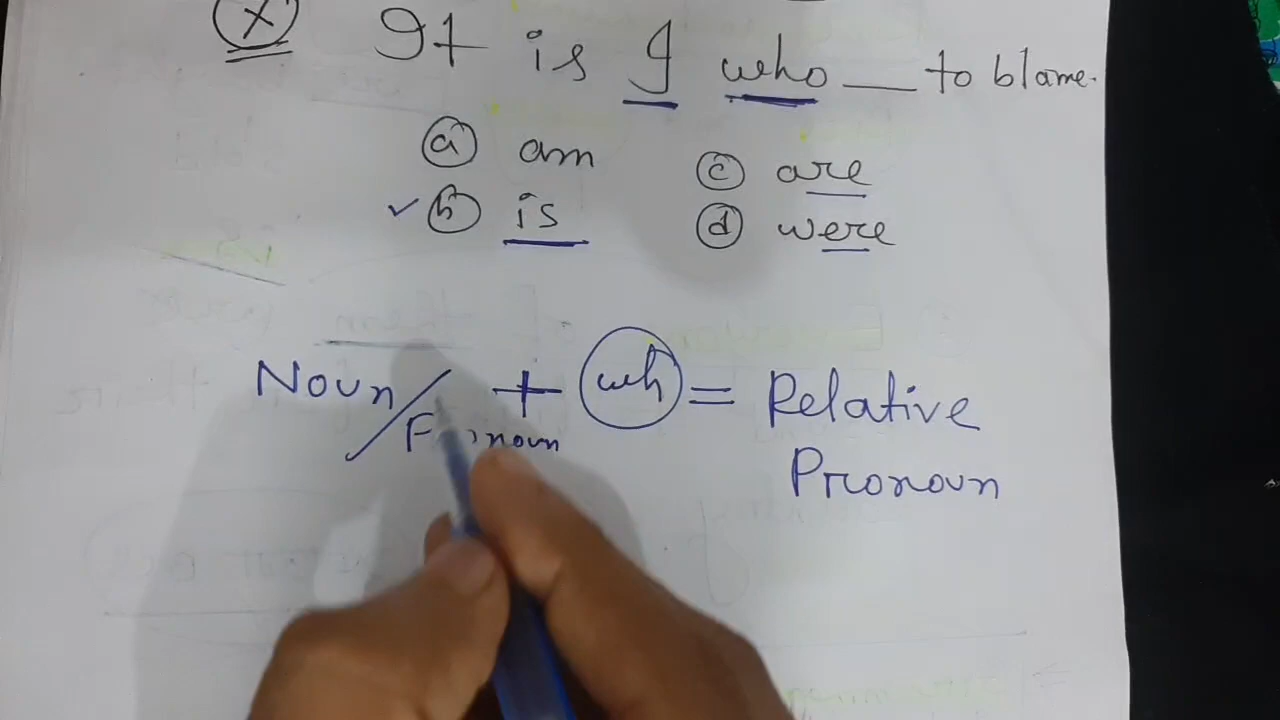 (x) It is I who ___ to blame.
(a) am (c) are
✓ (b) is (d) were
Noun/ + (wh) = Relative
Pronoun